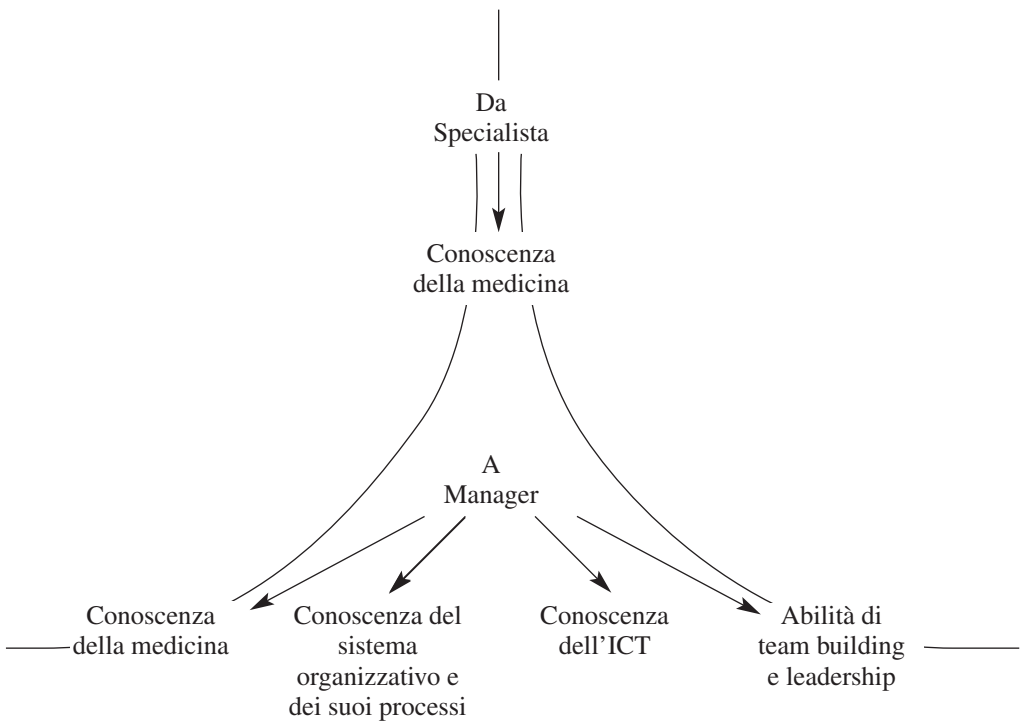 Da
Specialista
Conoscenza
della medicina
A
Manager
Conoscenza
della medicina
Conoscenza del
sistema
organizzativo e
dei suoi processi
Conoscenza
dell'ICT
Abilità di
team building
e leadership